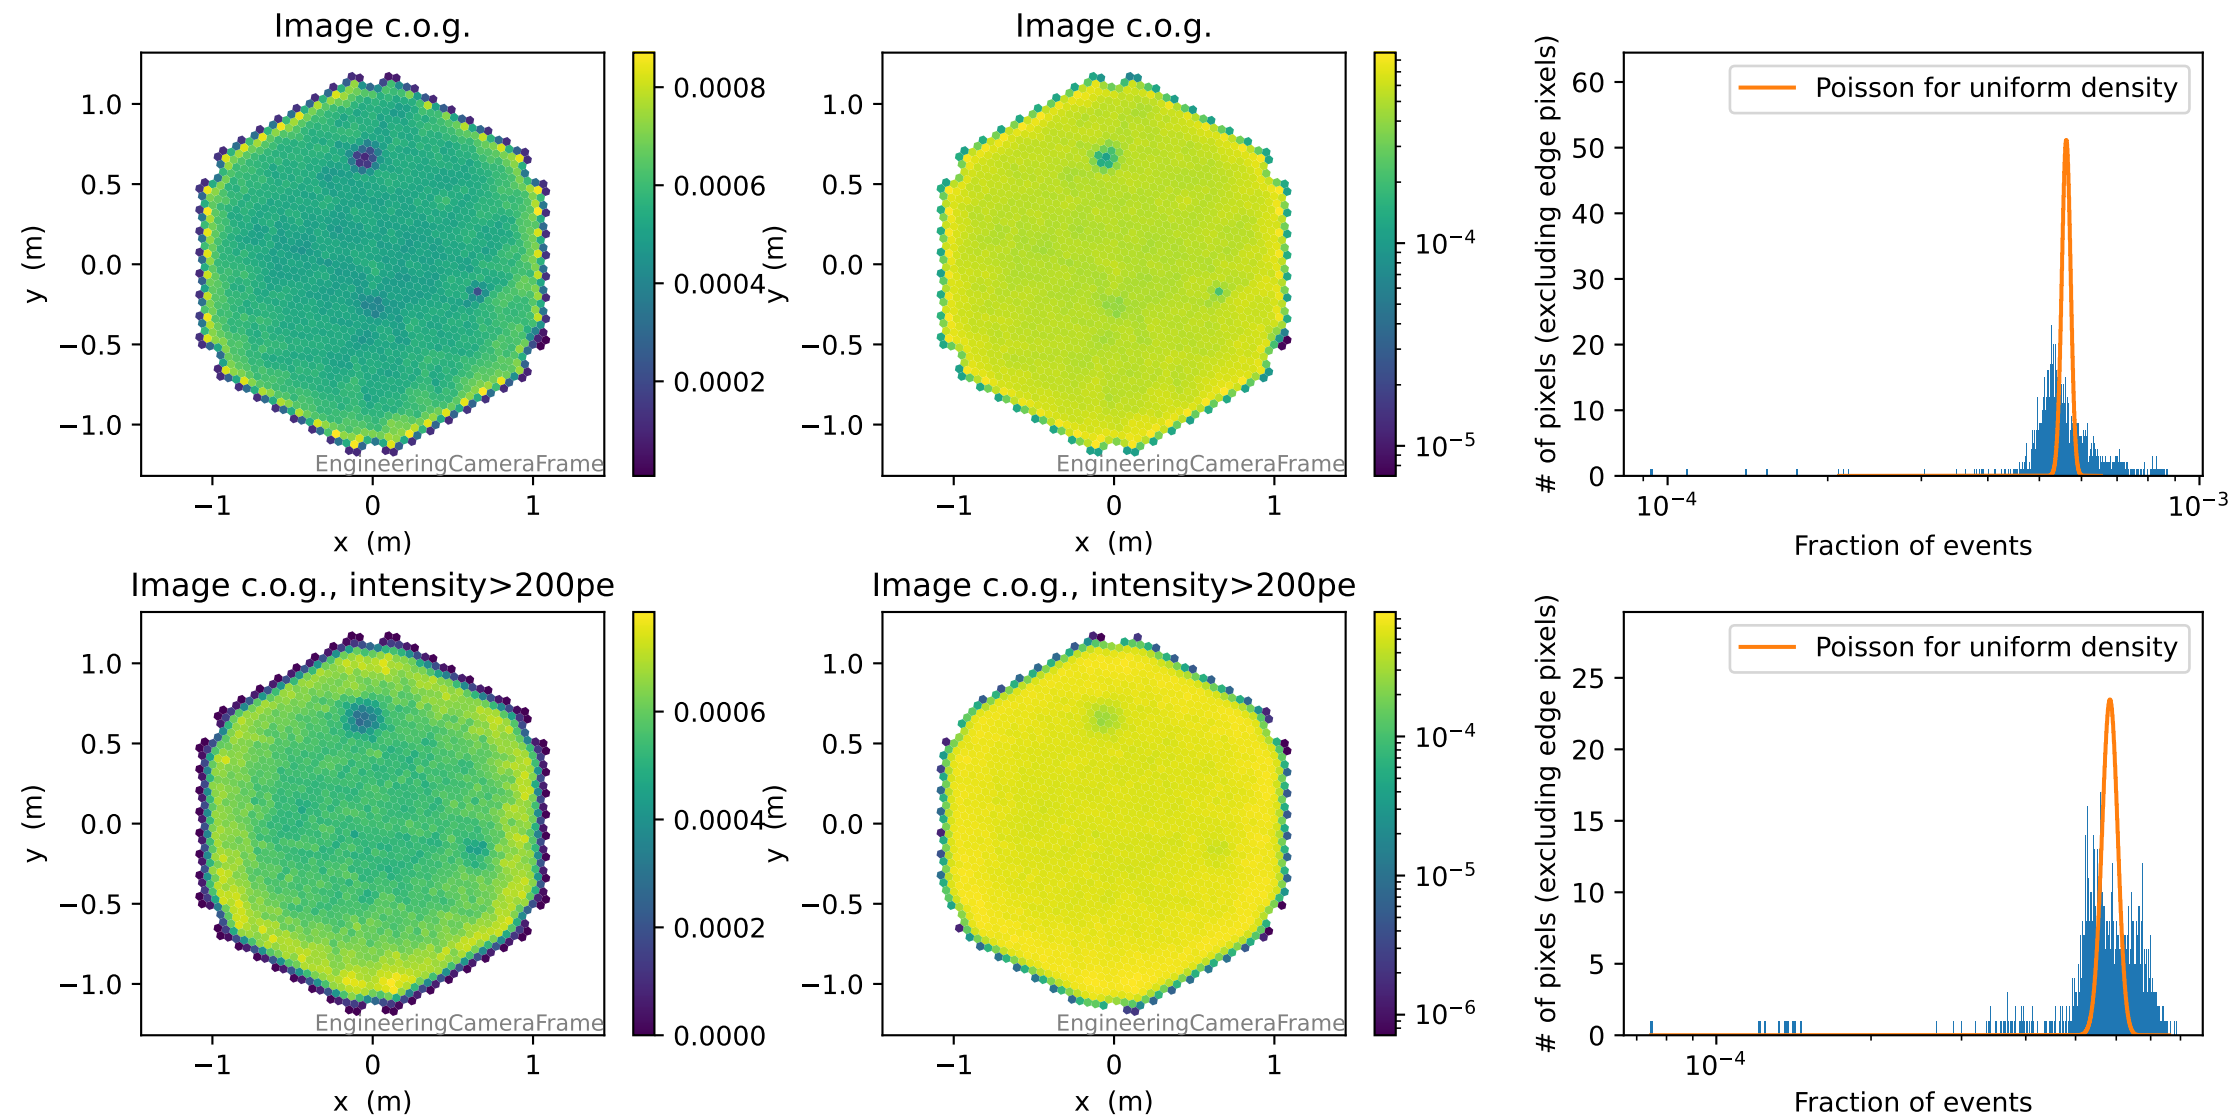 Image c.o.g.
1.0
0.5
0.0
−0.5
−1.0
y (m)
−1
0
1
x (m)
EngineeringCameraFrame
0.0008
0.0006
0.0004
0.0002
Image c.o.g.
1.0
0.5
0.0
−0.5
−1.0
y (m)
−1
0
1
x (m)
EngineeringCameraFrame
10⁻⁴
10⁻⁵
# of pixels (excluding edge pixels)
60
50
40
30
20
10
0
Poisson for uniform density
10⁻⁴
10⁻³
Fraction of events
Image c.o.g., intensity>200pe
1.0
0.5
0.0
−0.5
−1.0
y (m)
−1
0
1
x (m)
EngineeringCameraFrame
0.0006
0.0004
0.0002
0.0000
Image c.o.g., intensity>200pe
1.0
0.5
0.0
−0.5
−1.0
y (m)
−1
0
1
x (m)
EngineeringCameraFrame
10⁻⁴
10⁻⁵
10⁻⁶
# of pixels (excluding edge pixels)
25
20
15
10
5
0
Poisson for uniform density
10⁻⁴
Fraction of events